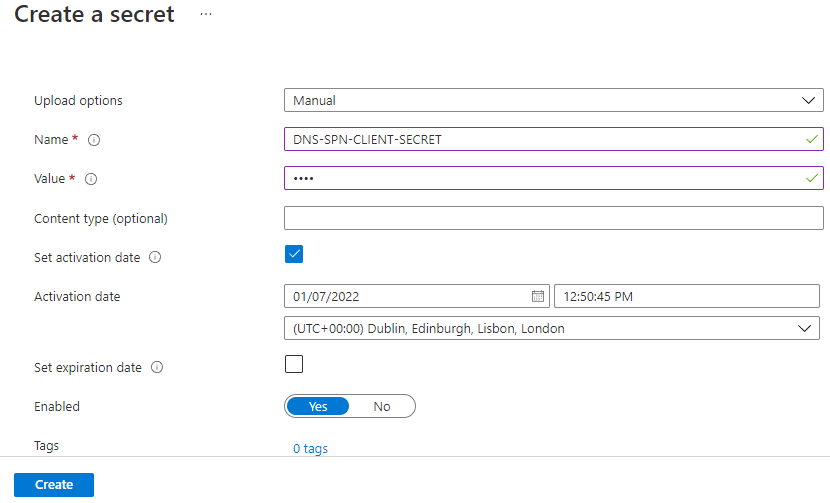 Create a secret ...
Upload options Manual
Name * DNS-SPN-CLIENT-SECRET
Value * ••••
Content type (optional)
Set activation date
Activation date 01/07/2022 12:50:45 PM
(UTC+00:00) Dublin, Edinburgh, Lisbon, London
Set expiration date
Enabled Yes No
Tags 0 tags
Create